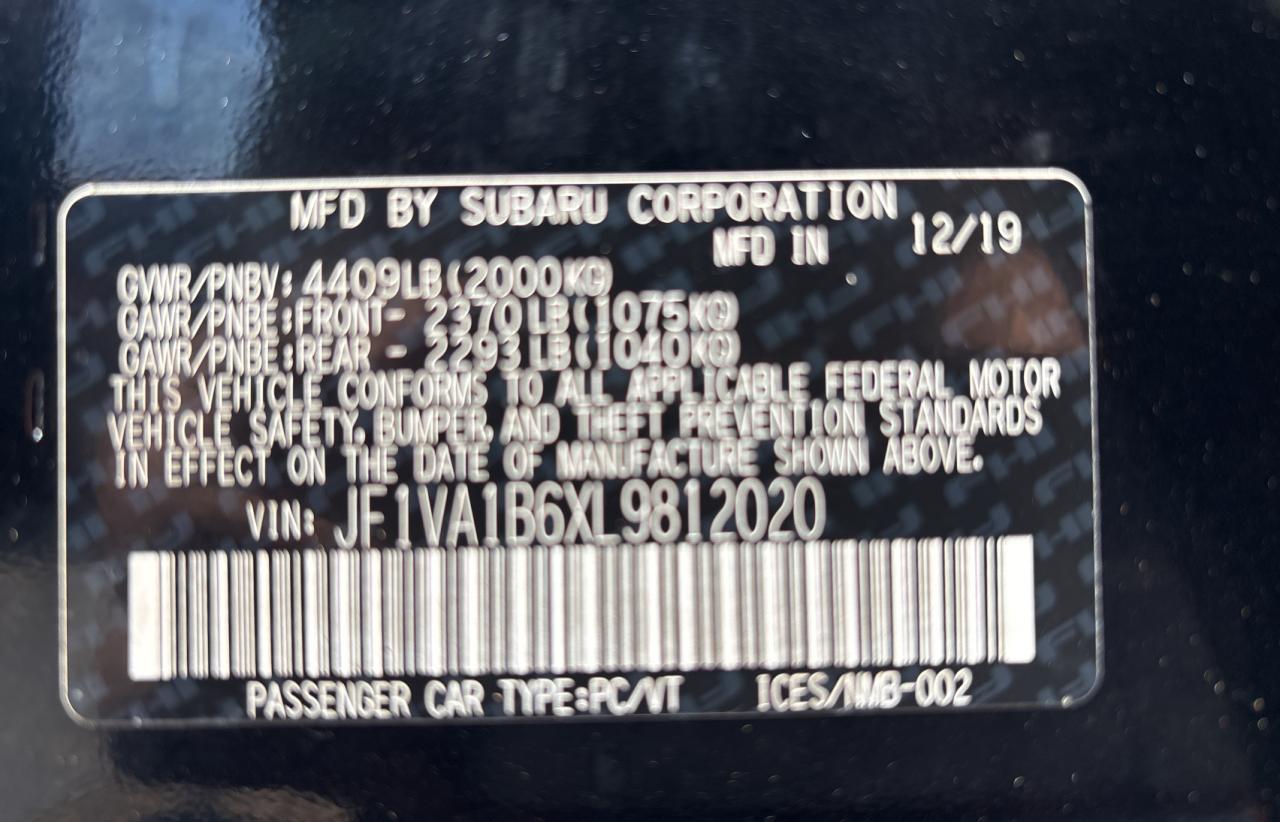 MFD BY SUBARU CORPORATION
MFD IN 12/19
GVWR/PNBV: 4409LB(2000KG)
GAWR/PNBE:FRONT- 2370LB(1075KG)
GAWR/PNBE:REAR - 2293LB(1040KG)
THIS VEHICLE CONFORMS TO ALL APPLICABLE FEDERAL MOTOR
VEHICLE SAFETY, BUMPER, AND THEFT PREVENTION STANDARDS
IN EFFECT ON THE DATE OF MANUFACTURE SHOWN ABOVE.
VIN: JF1VA1B6XL9812020
PASSENGER CAR TYPE:PC/VT ICES/NMB-002